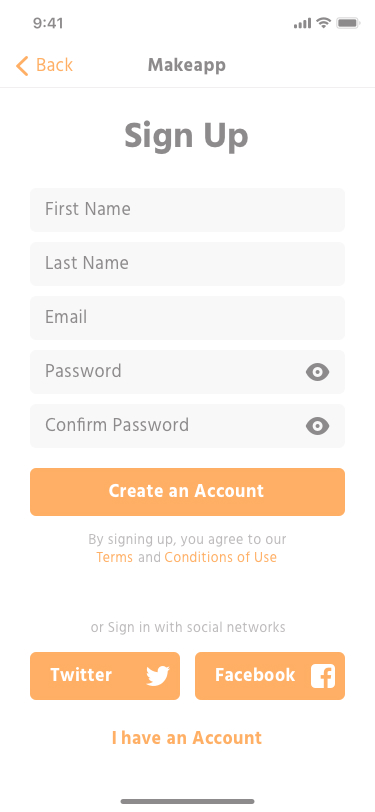 9:41
Back
Makeapp
Sign Up
First Name
Last Name
Email
Password
Confirm Password
Create an Account
By signing up, you agree to our
Terms and Conditions of Use
or Sign in with social networks
Twitter
Facebook
I have an Account